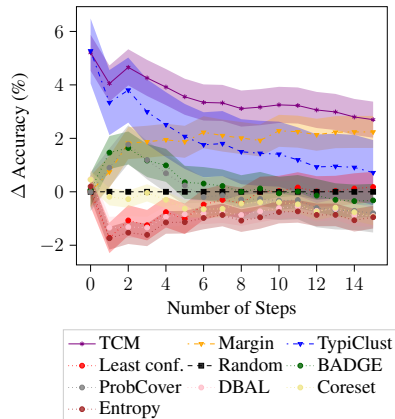 6
4
2
0
−2
Δ Accuracy (%)
0 2 4 6 8 10 12 14
Number of Steps
TCM Margin TypiClust
Least conf. Random BADGE
ProbCover DBAL Coreset
Entropy